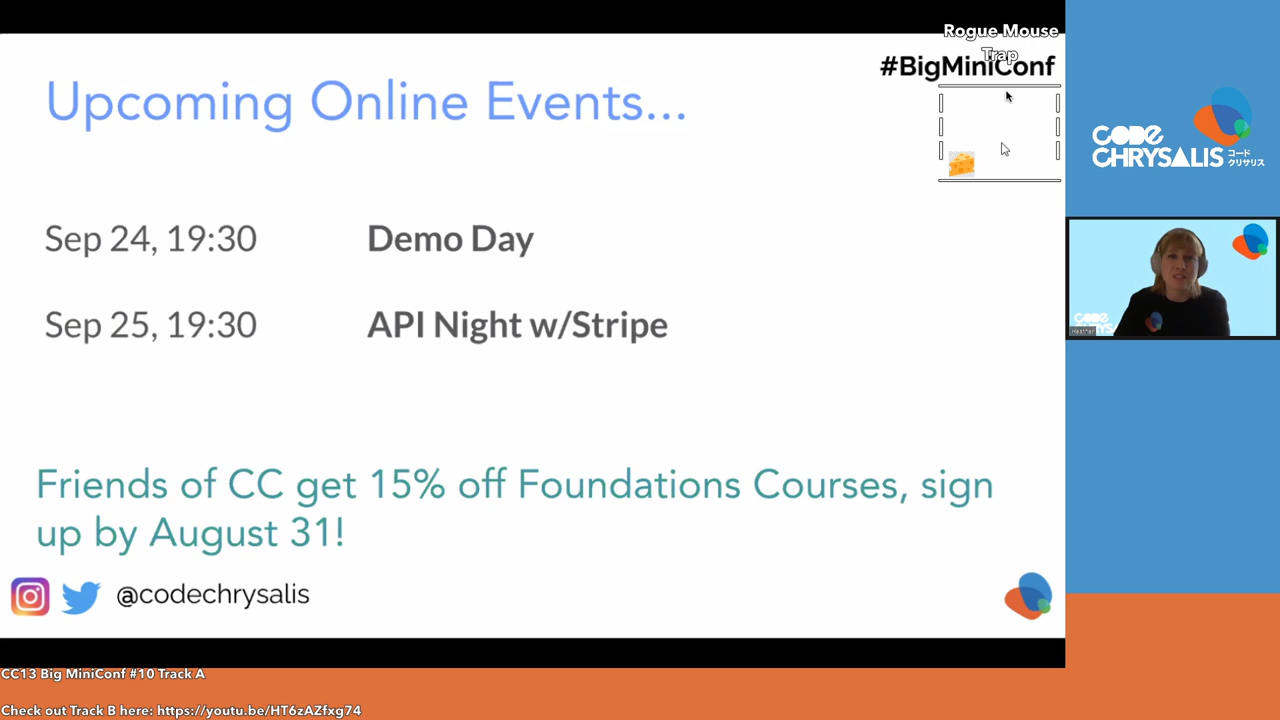 Rogue Mouse
Trap
#BigMiniConf
Upcoming Online Events...
Sep 24, 19:30 Demo Day
Sep 25, 19:30 API Night w/Stripe
Friends of CC get 15% off Foundations Courses, sign
up by August 31!
@codechrysalis
CODE
CHRYSALIS
コード
クリサリス
CODE
Heather
CC13 Big MiniConf #10 Track A
Check out Track B here: https://youtu.be/HT6zAZfxg74